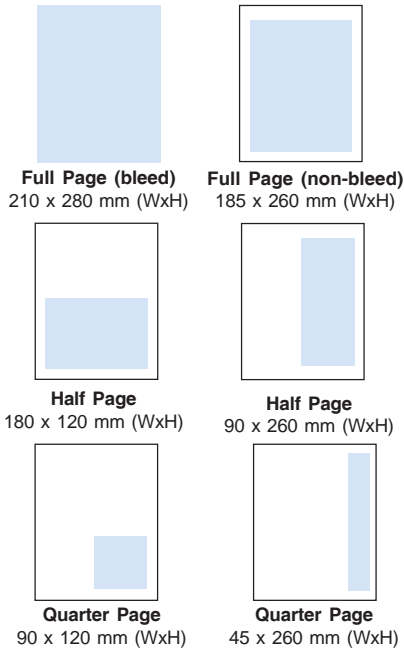 Full Page (bleed)
210 x 280 mm (WxH)
Full Page (non-bleed)
185 x 260 mm (WxH)
Half Page
180 x 120 mm (WxH)
Half Page
90 x 260 mm (WxH)
Quarter Page
90 x 120 mm (WxH)
Quarter Page
45 x 260 mm (WxH)